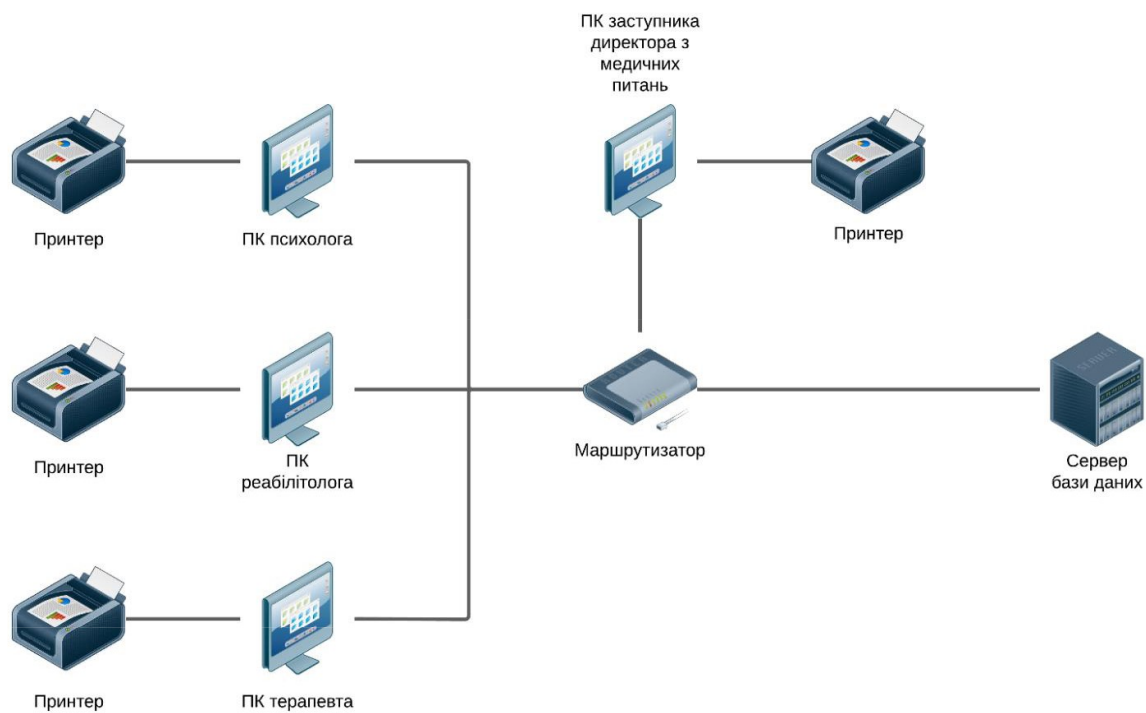 ПК заступника
директора з
медичних
питань
Принтер
ПК психолога
Принтер
Принтер
ПК
реабілітолога
Маршрутизатор
Сервер
бази даних
Принтер
ПК терапевта
SERVER